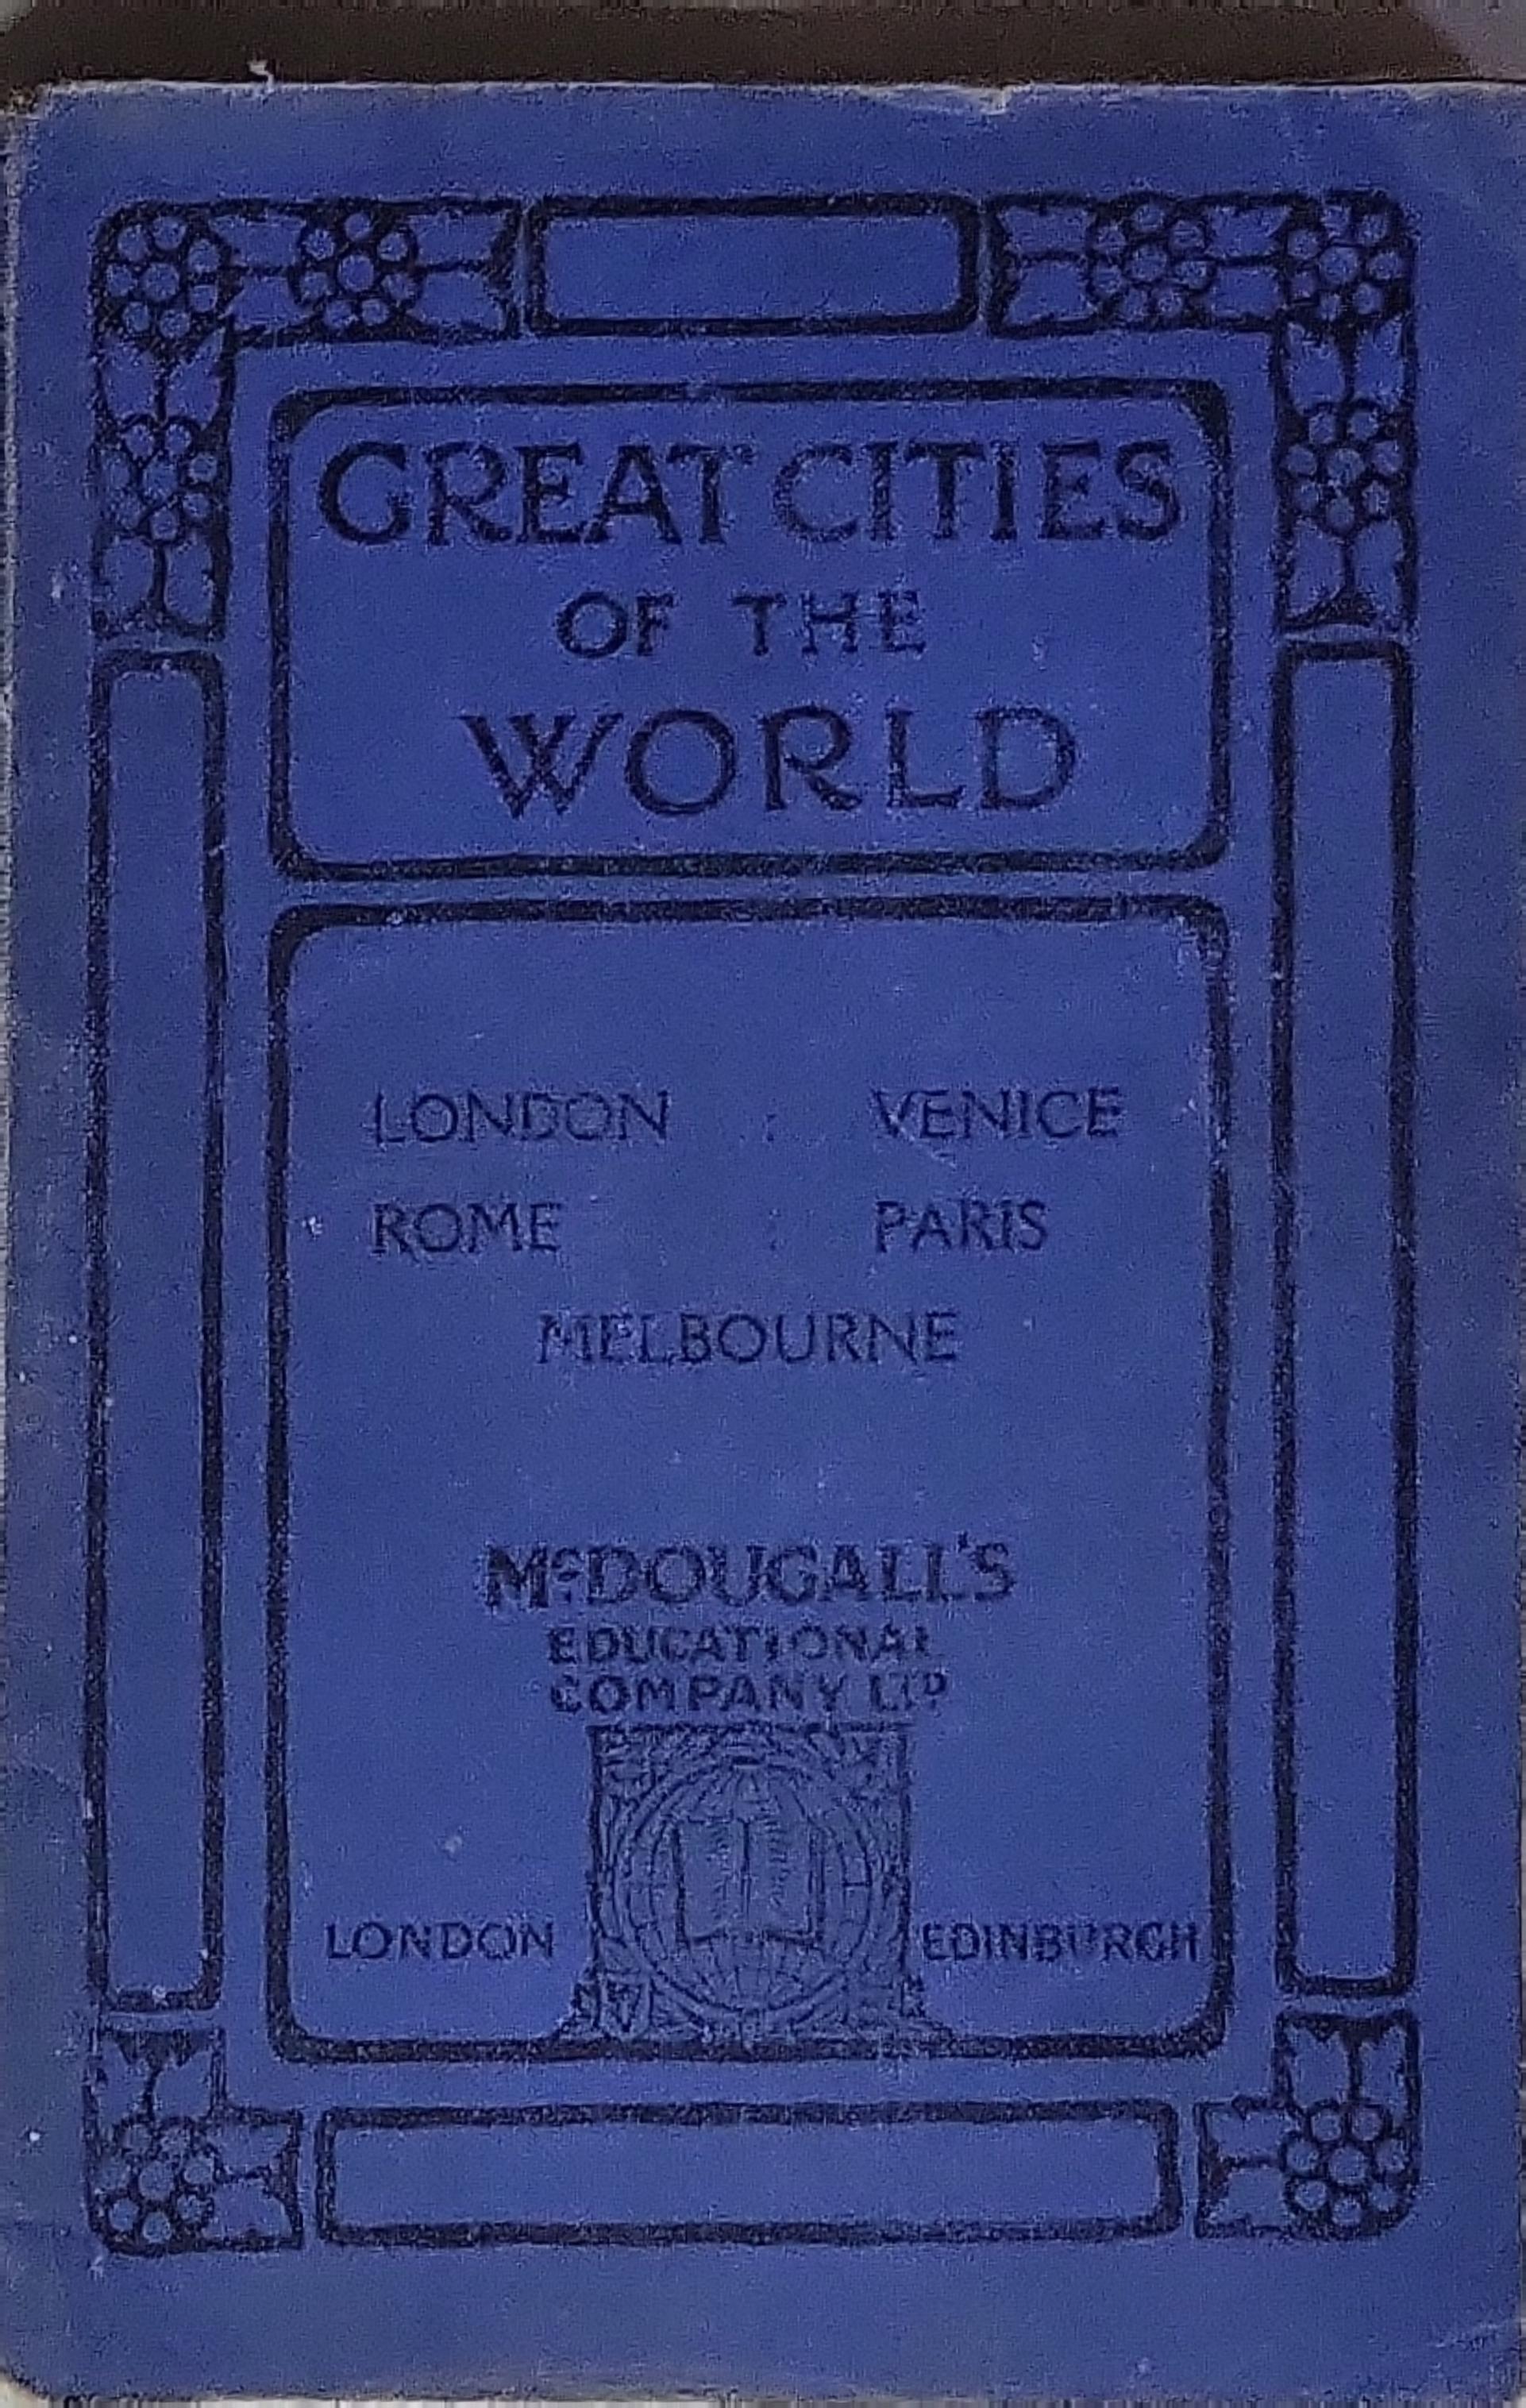 GREAT CITIES
OF THE
WORLD
LONDON : VENICE
ROME : PARIS
MELBOURNE
McDOUGALL'S
EDUCATIONAL
COMPANY LTD
LONDON EDINBURGH